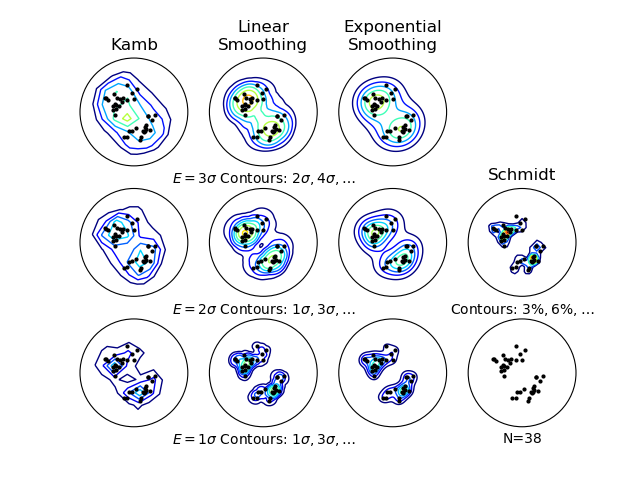 Kamb
Linear
Smoothing
Exponential
Smoothing
E = 3σ Contours: 2σ, 4σ, ...
Schmidt
E = 2σ Contours: 1σ, 3σ, ...
Contours: 3%, 6%, ...
E = 1σ Contours: 1σ, 3σ, ...
N=38